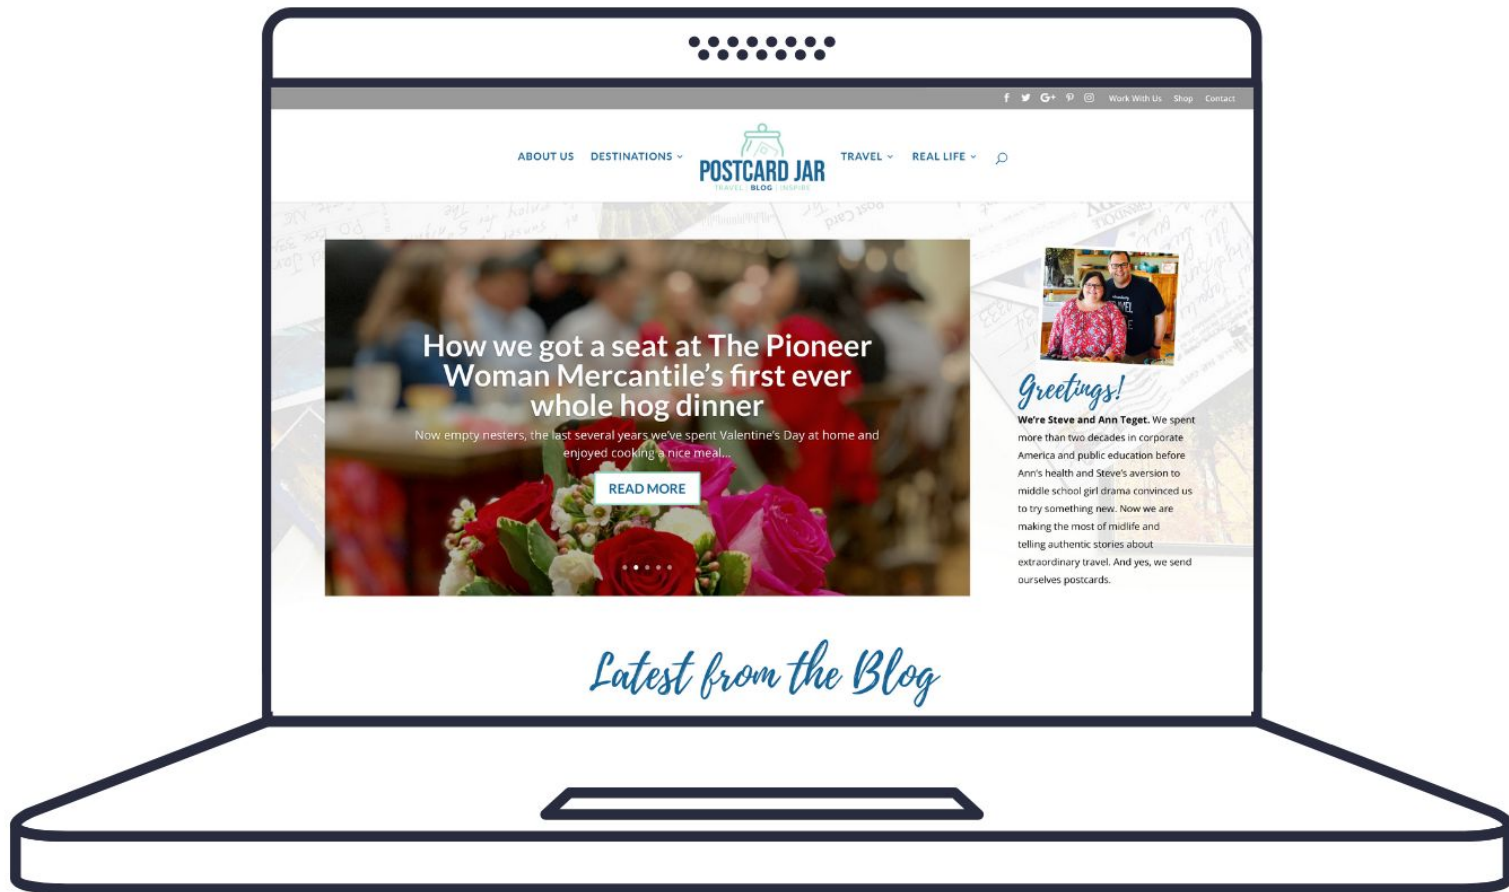 Work With Us Shop Contact
ABOUT US DESTINATIONS TRAVEL REAL LIFE
POSTCARD JAR
TRAVEL | BLOG | INSPIRE
Post Card
How we got a seat at The Pioneer
Woman Mercantile's first ever
whole hog dinner
Now empty nesters, the last several years we've spent Valentine's Day at home and
enjoyed cooking a nice meal...
READ MORE
Greetings!
We're Steve and Ann Teget. We spent
more than two decades in corporate
America and public education before
Ann's health and Steve's aversion to
middle school girl drama convinced us
to try something new. Now we are
making the most of midlife and
telling authentic stories about
extraordinary travel. And yes, we send
ourselves postcards.
Latest from the Blog